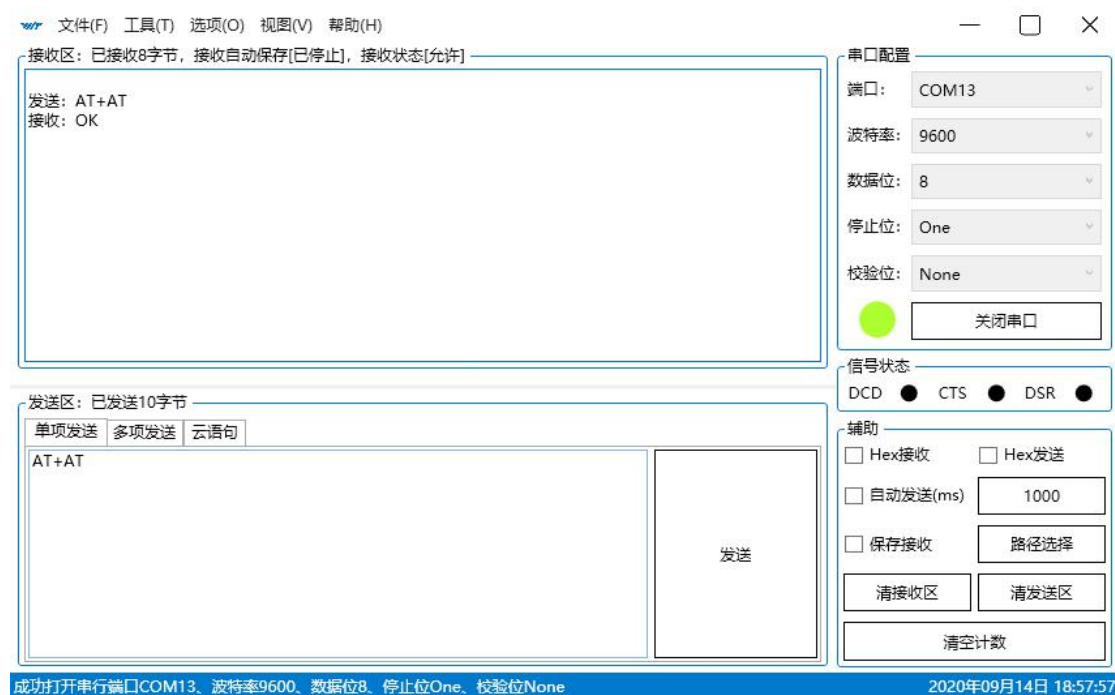 文件(F) 工具(T) 选项(O) 视图(V) 帮助(H)
接收区：已接收8字节，接收自动保存[已停止]，接收状态[允许]
发送：AT+AT
接收：OK
串口配置
端口： COM13
波特率： 9600
数据位： 8
停止位： One
校验位： None
关闭串口
信号状态
DCD CTS DSR
发送区：已发送10字节
单项发送 多项发送 云语句
AT+AT
发送
辅助
Hex接收 Hex发送
自动发送(ms) 1000
保存接收 路径选择
清接收区 清发送区
清空计数
成功打开串行端口COM13、波特率9600、数据位8、停止位One、校验位None 2020年09月14日 18:57:57